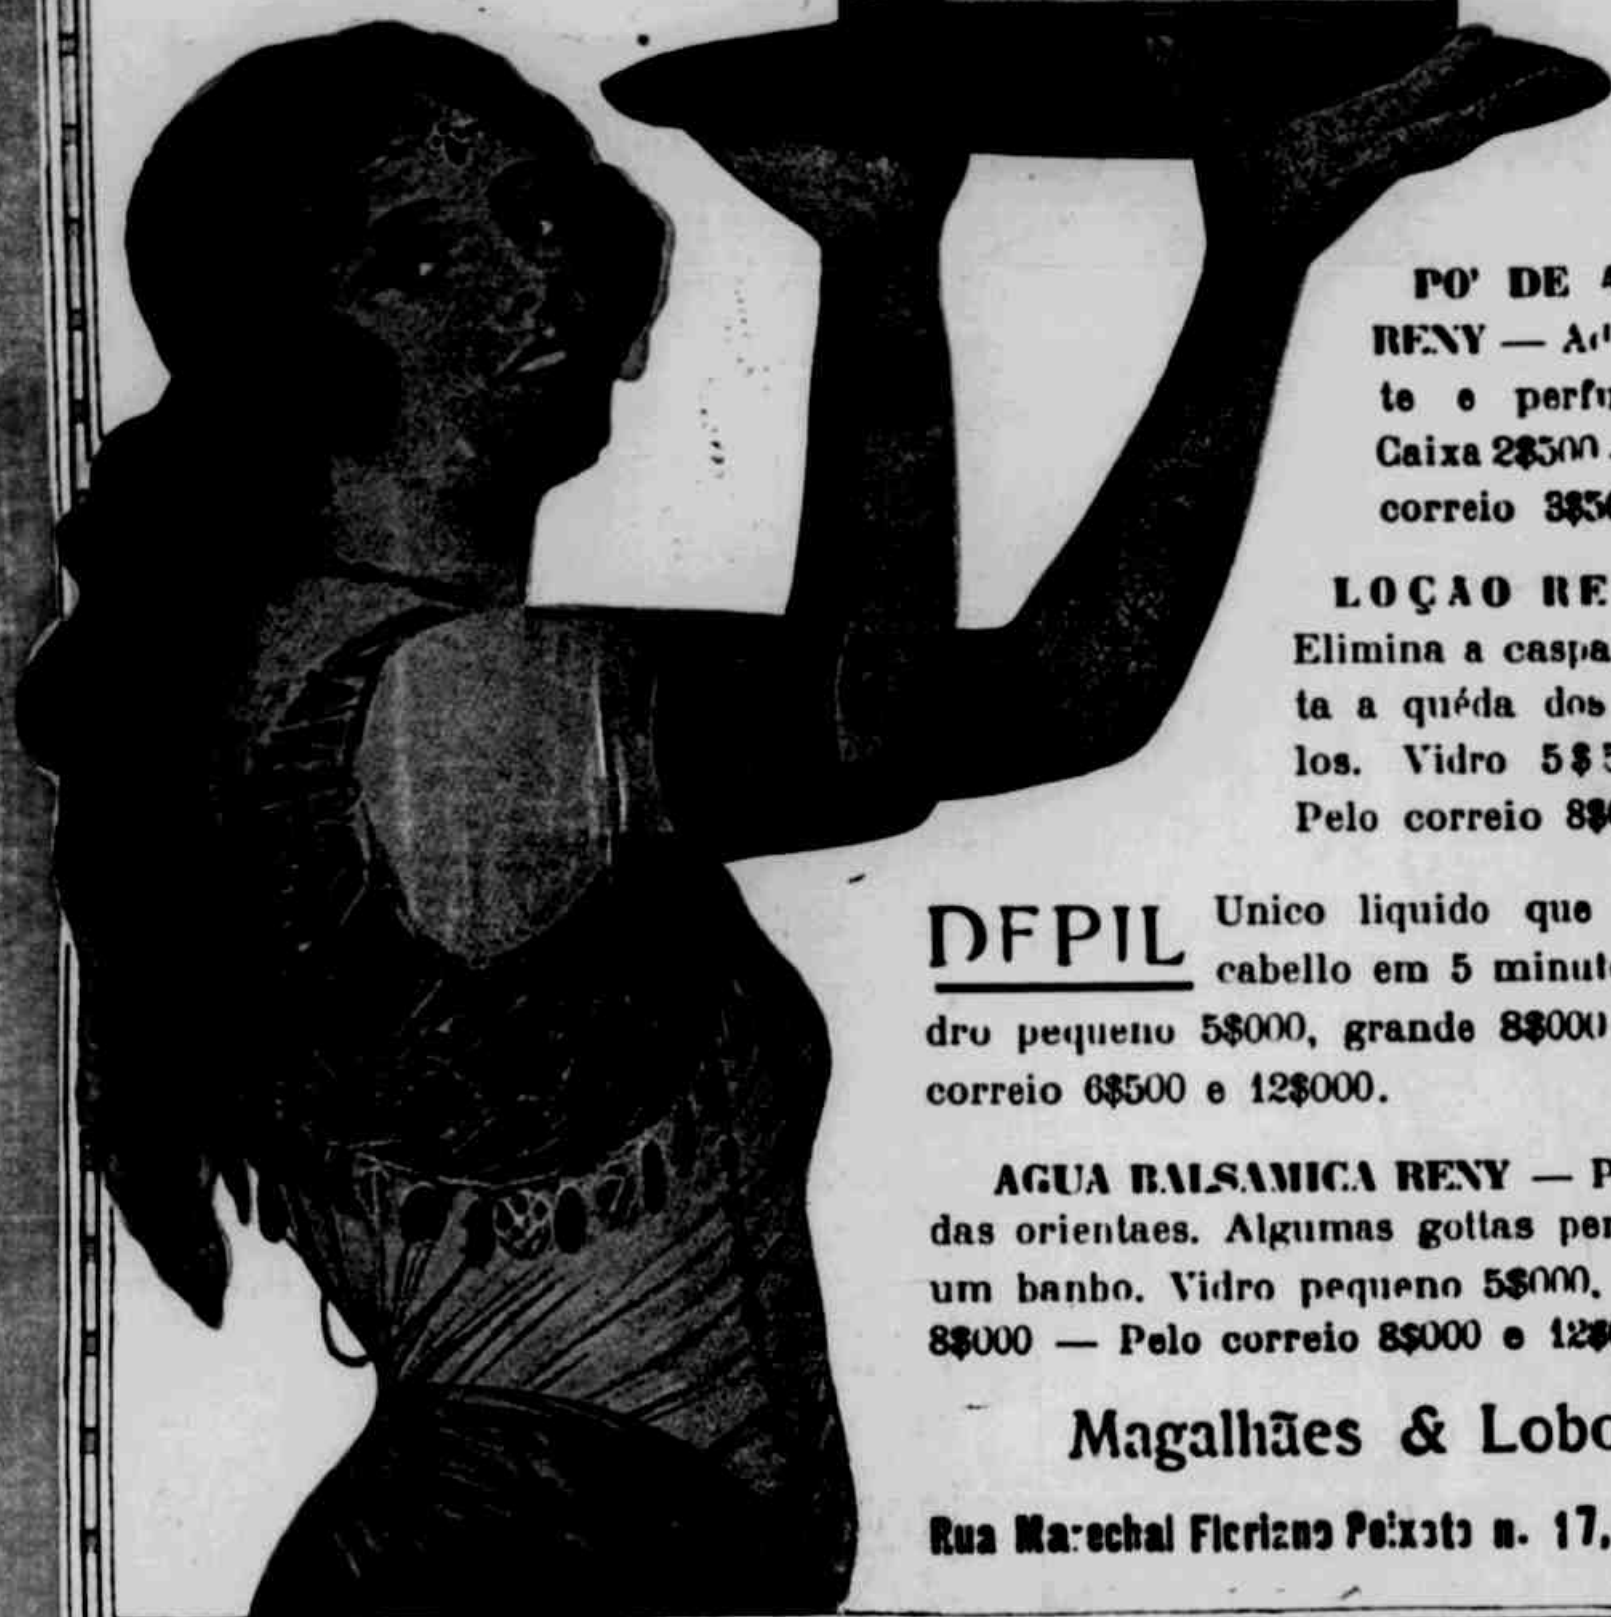 PO' DE
RENY —
te e
Caixa 2$500
correio
LOÇAO
Elimina a caspa
ta a quéda dos
los. Vidro
Pelo correio
DEPIL
Unico liquido que
cabello em 5
dro pequeno 5$000, grande 8$000
correio 6$500 e 12$000.
AGUA BALSAMICA RENY —
das orientaes. Algumas gottas
um banho. Vidro pequeno 5$000.
8$000 — Pelo correio 8$000 e
Magalhães & Lobo
Rua Marechal Floriano Peixoto n. 17,